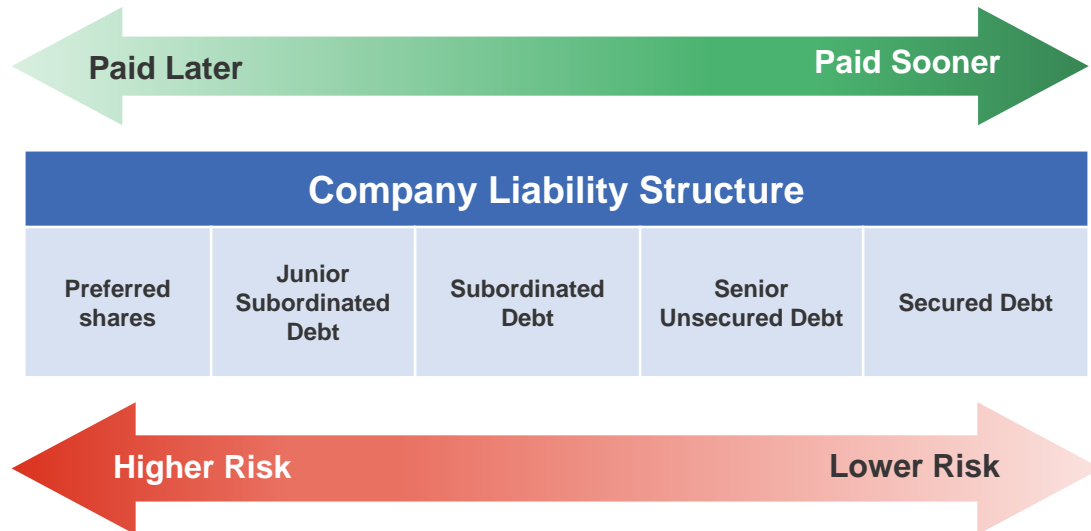 Paid Later
Paid Sooner
Company Liability Structure
Preferred
shares
Junior
Subordinated
Debt
Subordinated
Debt
Senior
Unsecured Debt
Secured Debt
Higher Risk
Lower Risk